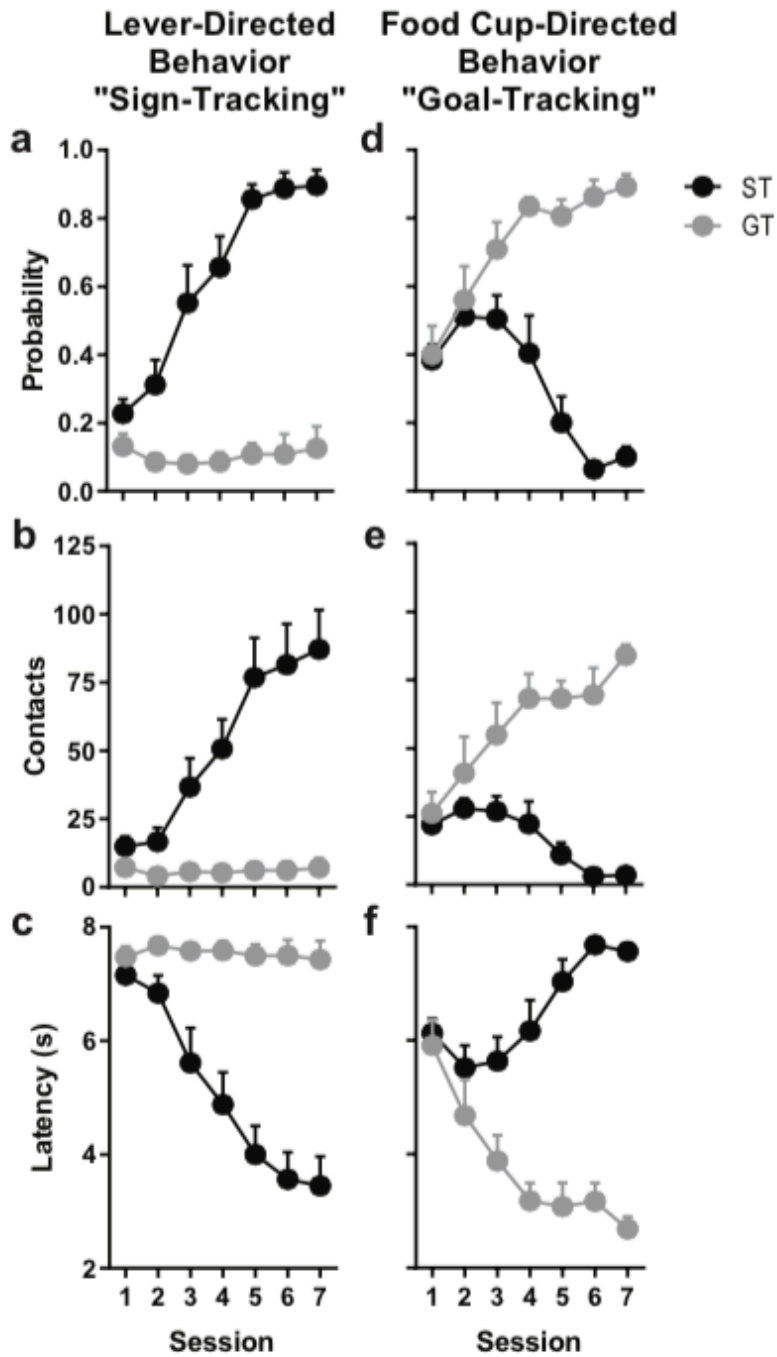 Lever-Directed Behavior "Sign-Tracking"
Food Cup-Directed Behavior "Goal-Tracking"
a
1.0
0.8
0.6
0.4
0.2
0.0
Probability
d
ST
GT
b
125
100
75
50
25
0
Contacts
e
c
8
6
4
2
Latency (s)
1 2 3 4 5 6 7
Session
f
1 2 3 4 5 6 7
Session